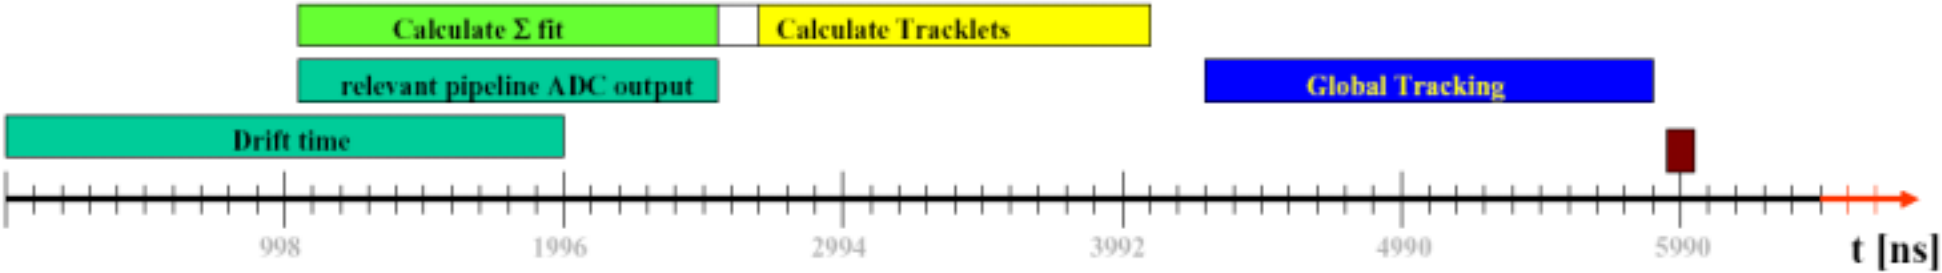 Calculate Σ fit
Calculate Tracklets
relevant pipeline ADC output
Global Tracking
Drift time
998
1996
2994
3992
4990
5990
t [ns]